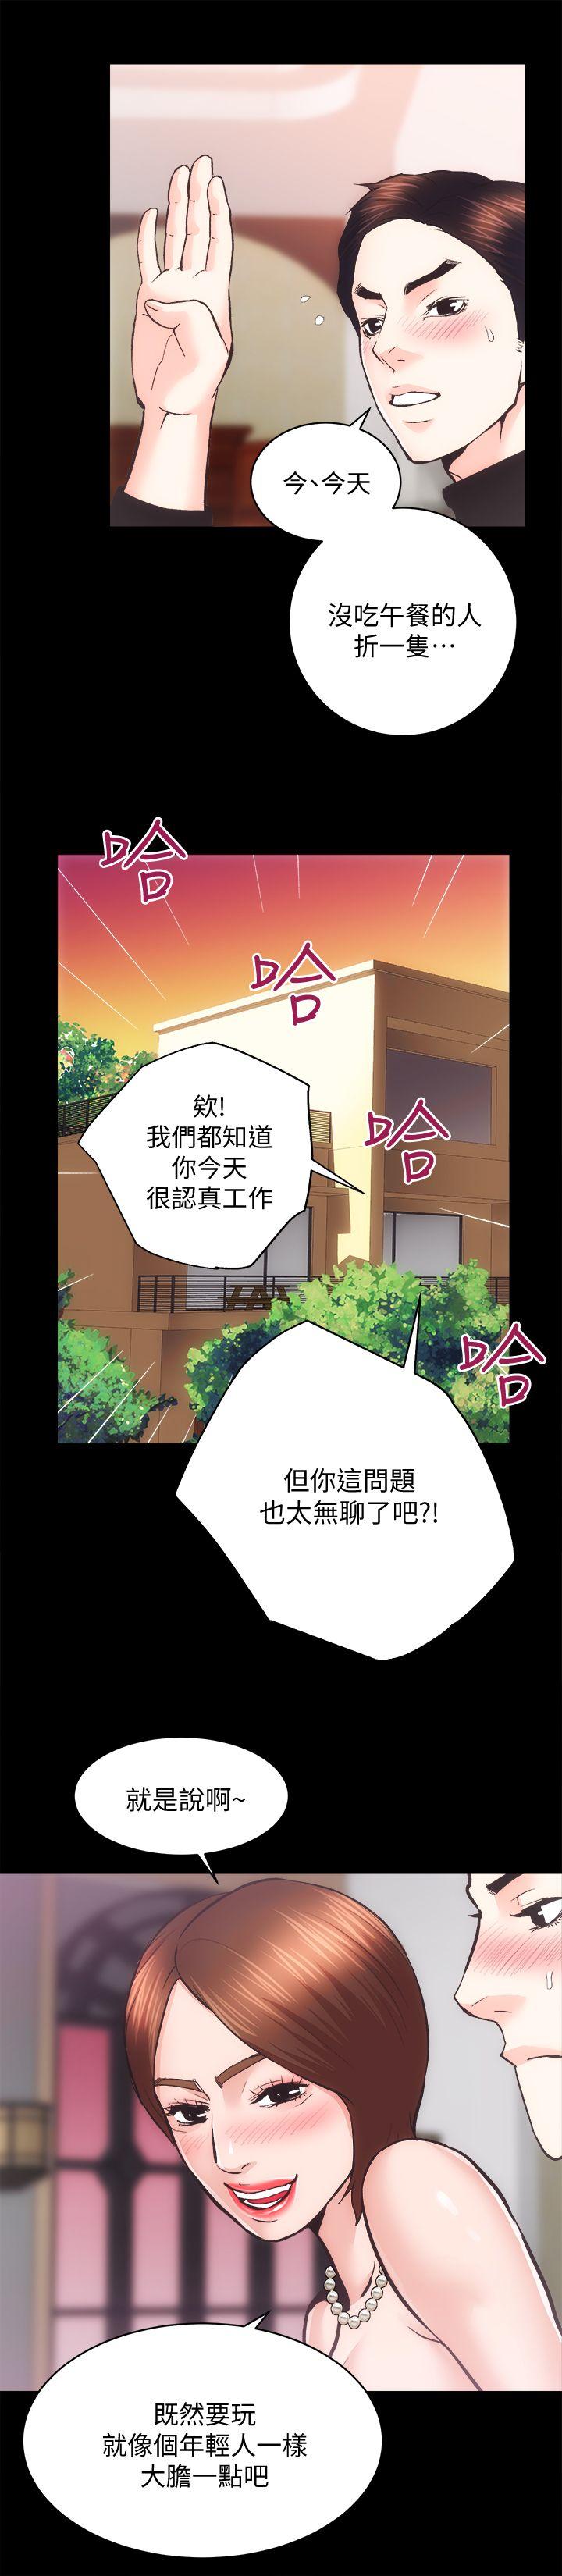 今、今天
沒吃午餐的人
折一隻⋯
哈
哈
哈
哈
欸!
我們都知道
你今天
很認真工作
但你這問題
也太無聊了吧?!
就是說啊~
既然要玩
就像個年輕人一樣
大膽一點吧